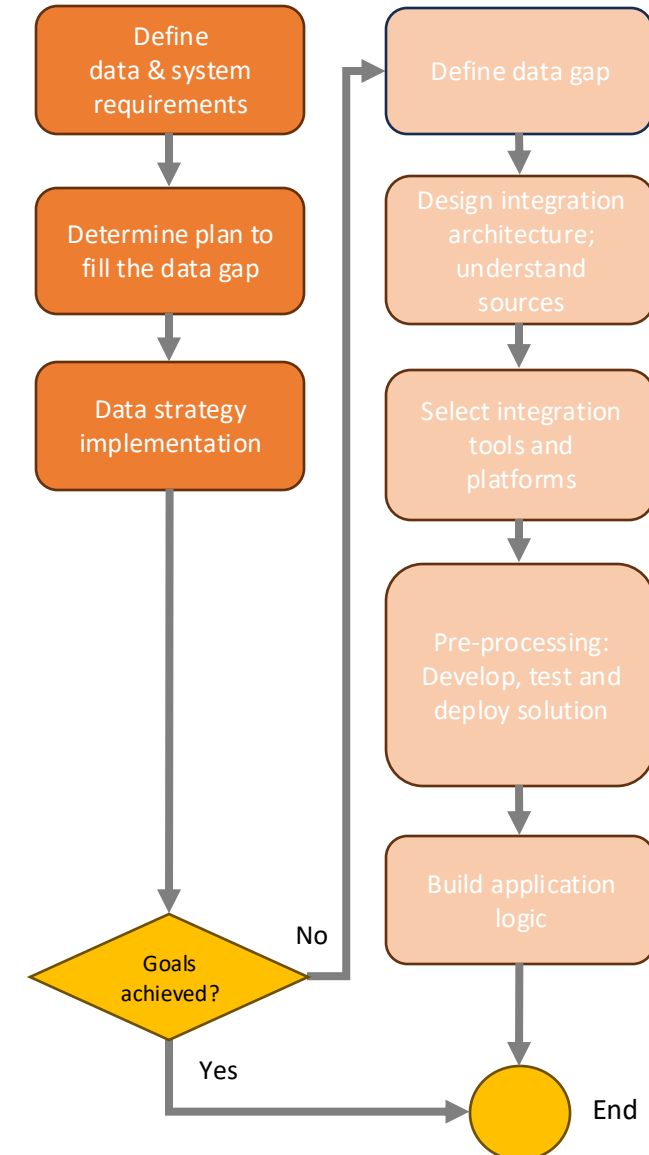 Define
data & system
requirements
Determine plan to
fill the data gap
Data strategy
implementation
Goals
achieved?
No
Yes
Define data gap
Design integration
architecture;
understand
sources
Select integration
tools and
platforms
Pre-processing:
Develop, test and
deploy solution
Build application
logic
End